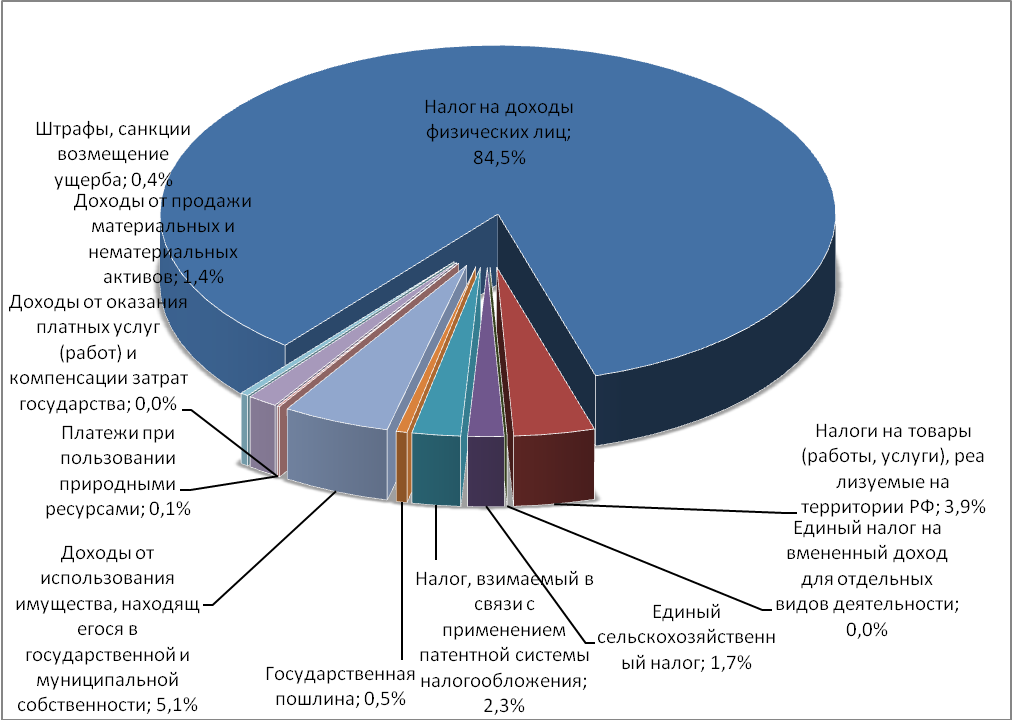 Налог на доходы
физических лиц;
84,5%
Штрафы, санкции
возмещение
ущерба; 0,4%
Доходы от продажи
материальных и
нематериальных
активов; 1,4%
Доходы от оказания
платных услуг
(работ) и
компенсации затрат
государства; 0,0%
Платежи при
пользовании
природными
ресурсами; 0,1%
Доходы от
использования
имущества, находящ
егося в
государственной и
муниципальной
собственности; 5,1%
Государственная
пошлина; 0,5%
Налог, взимаемый в
связи с
применением
патентной системы
налогообложения;
2,3%
Единый
сельскохозяйственн
ый налог; 1,7%
Единый налог на
вмененный доход
для отдельных
видов деятельности;
0,0%
Налоги на товары
(работы, услуги), реа
лизуемые на
территории РФ; 3,9%